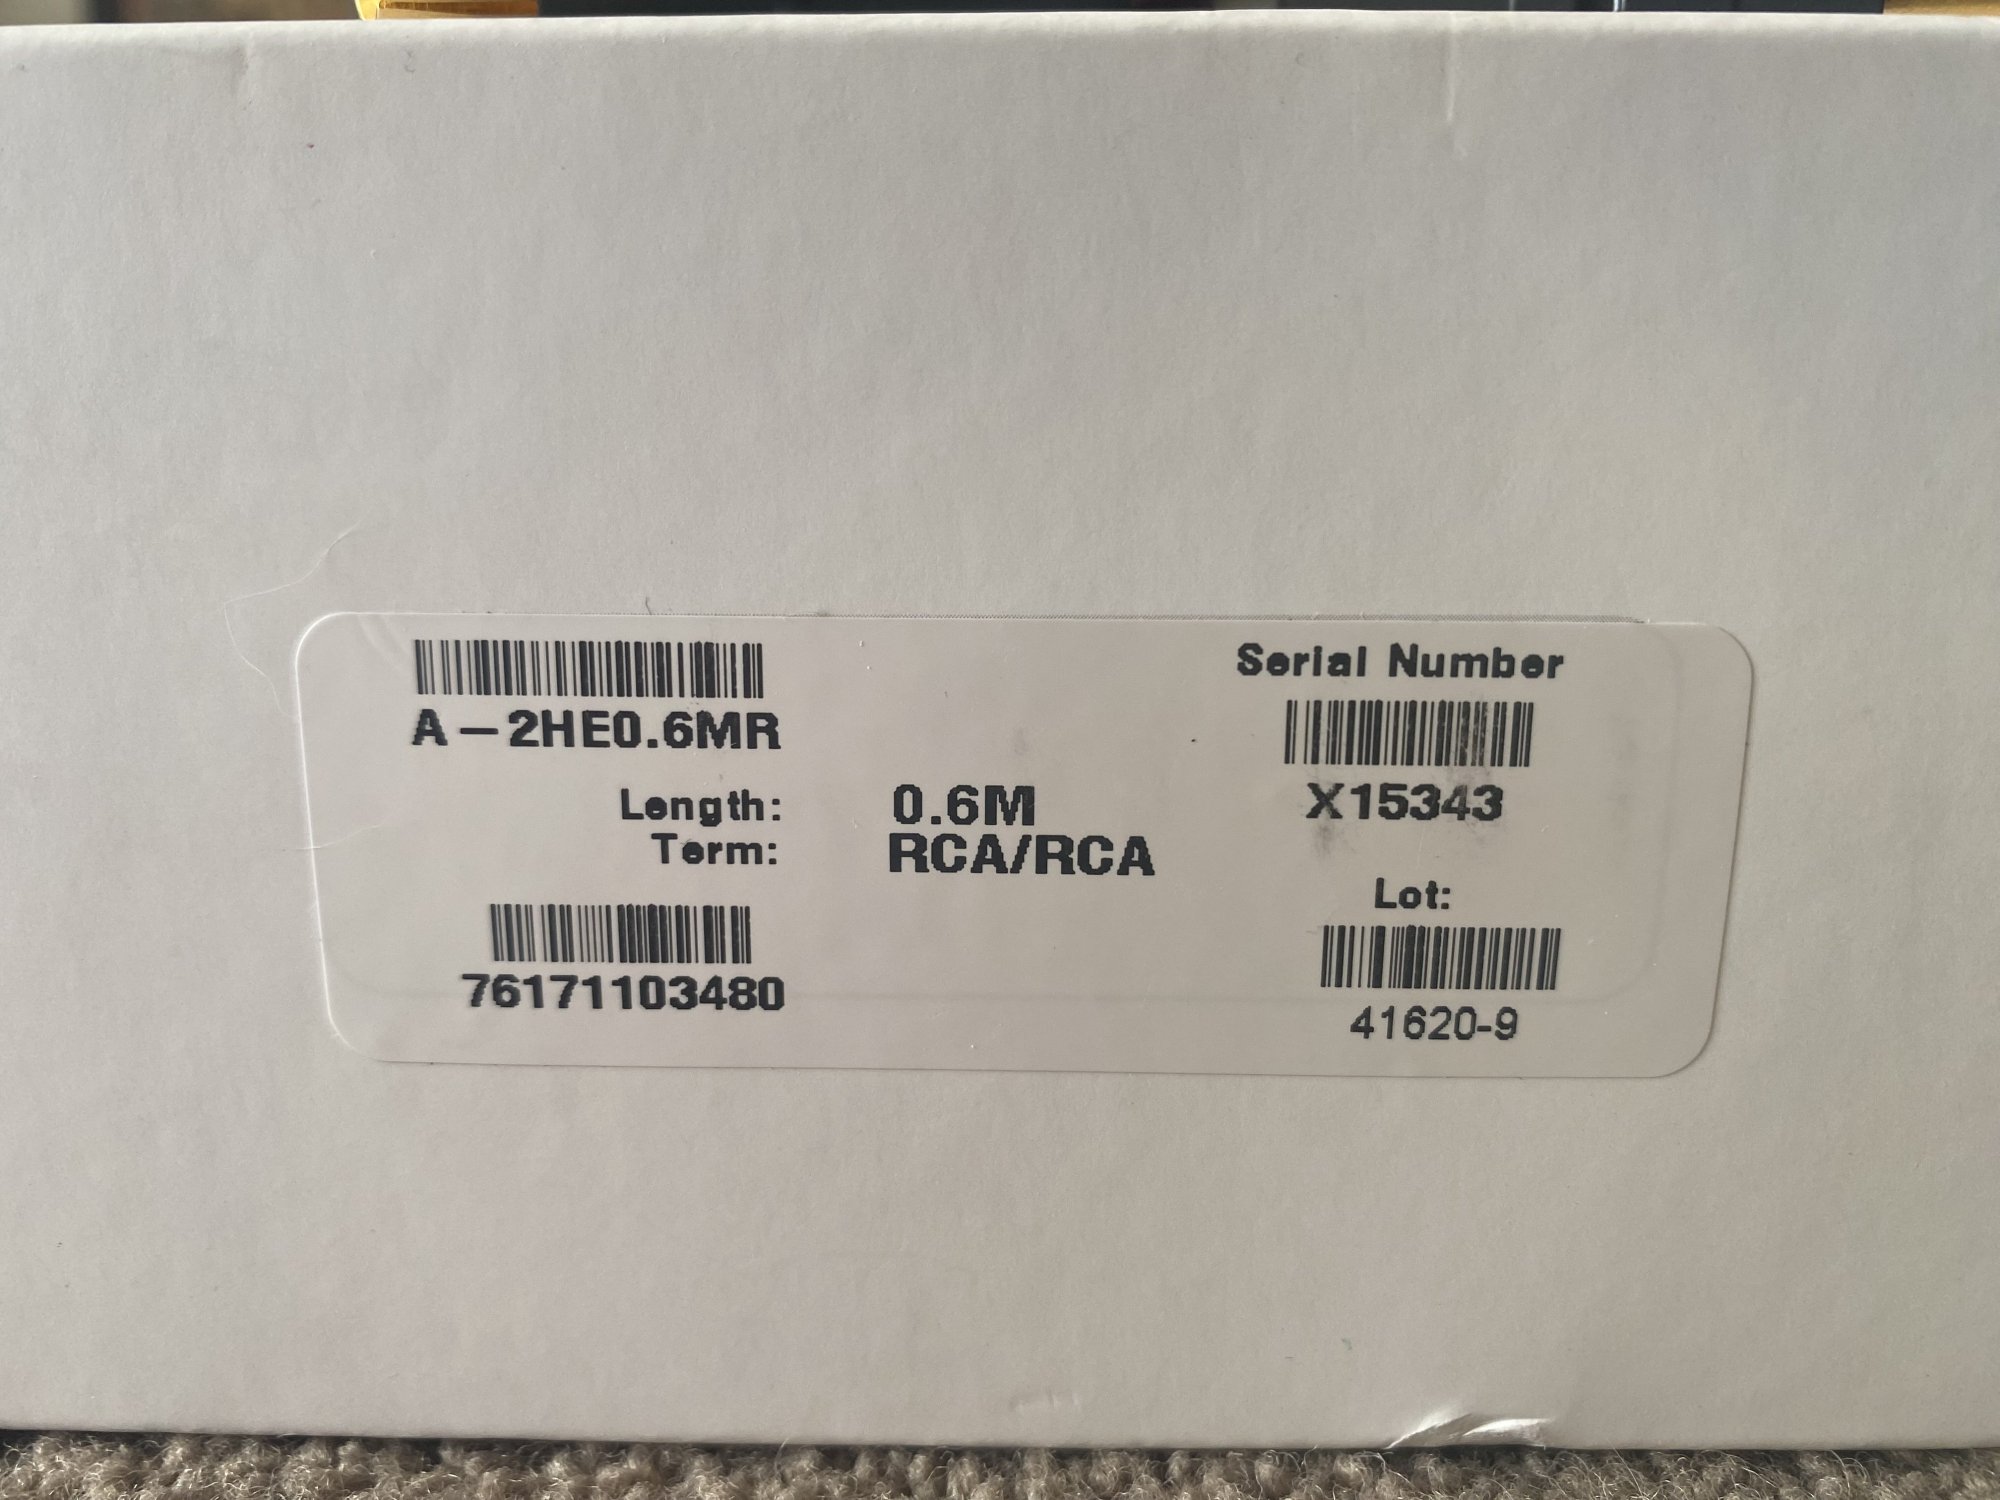 A-2HE0.6MR
Length: 0.6M
Term: RCA/RCA
76171103480
Serial Number
X15343
Lot:
41620-9